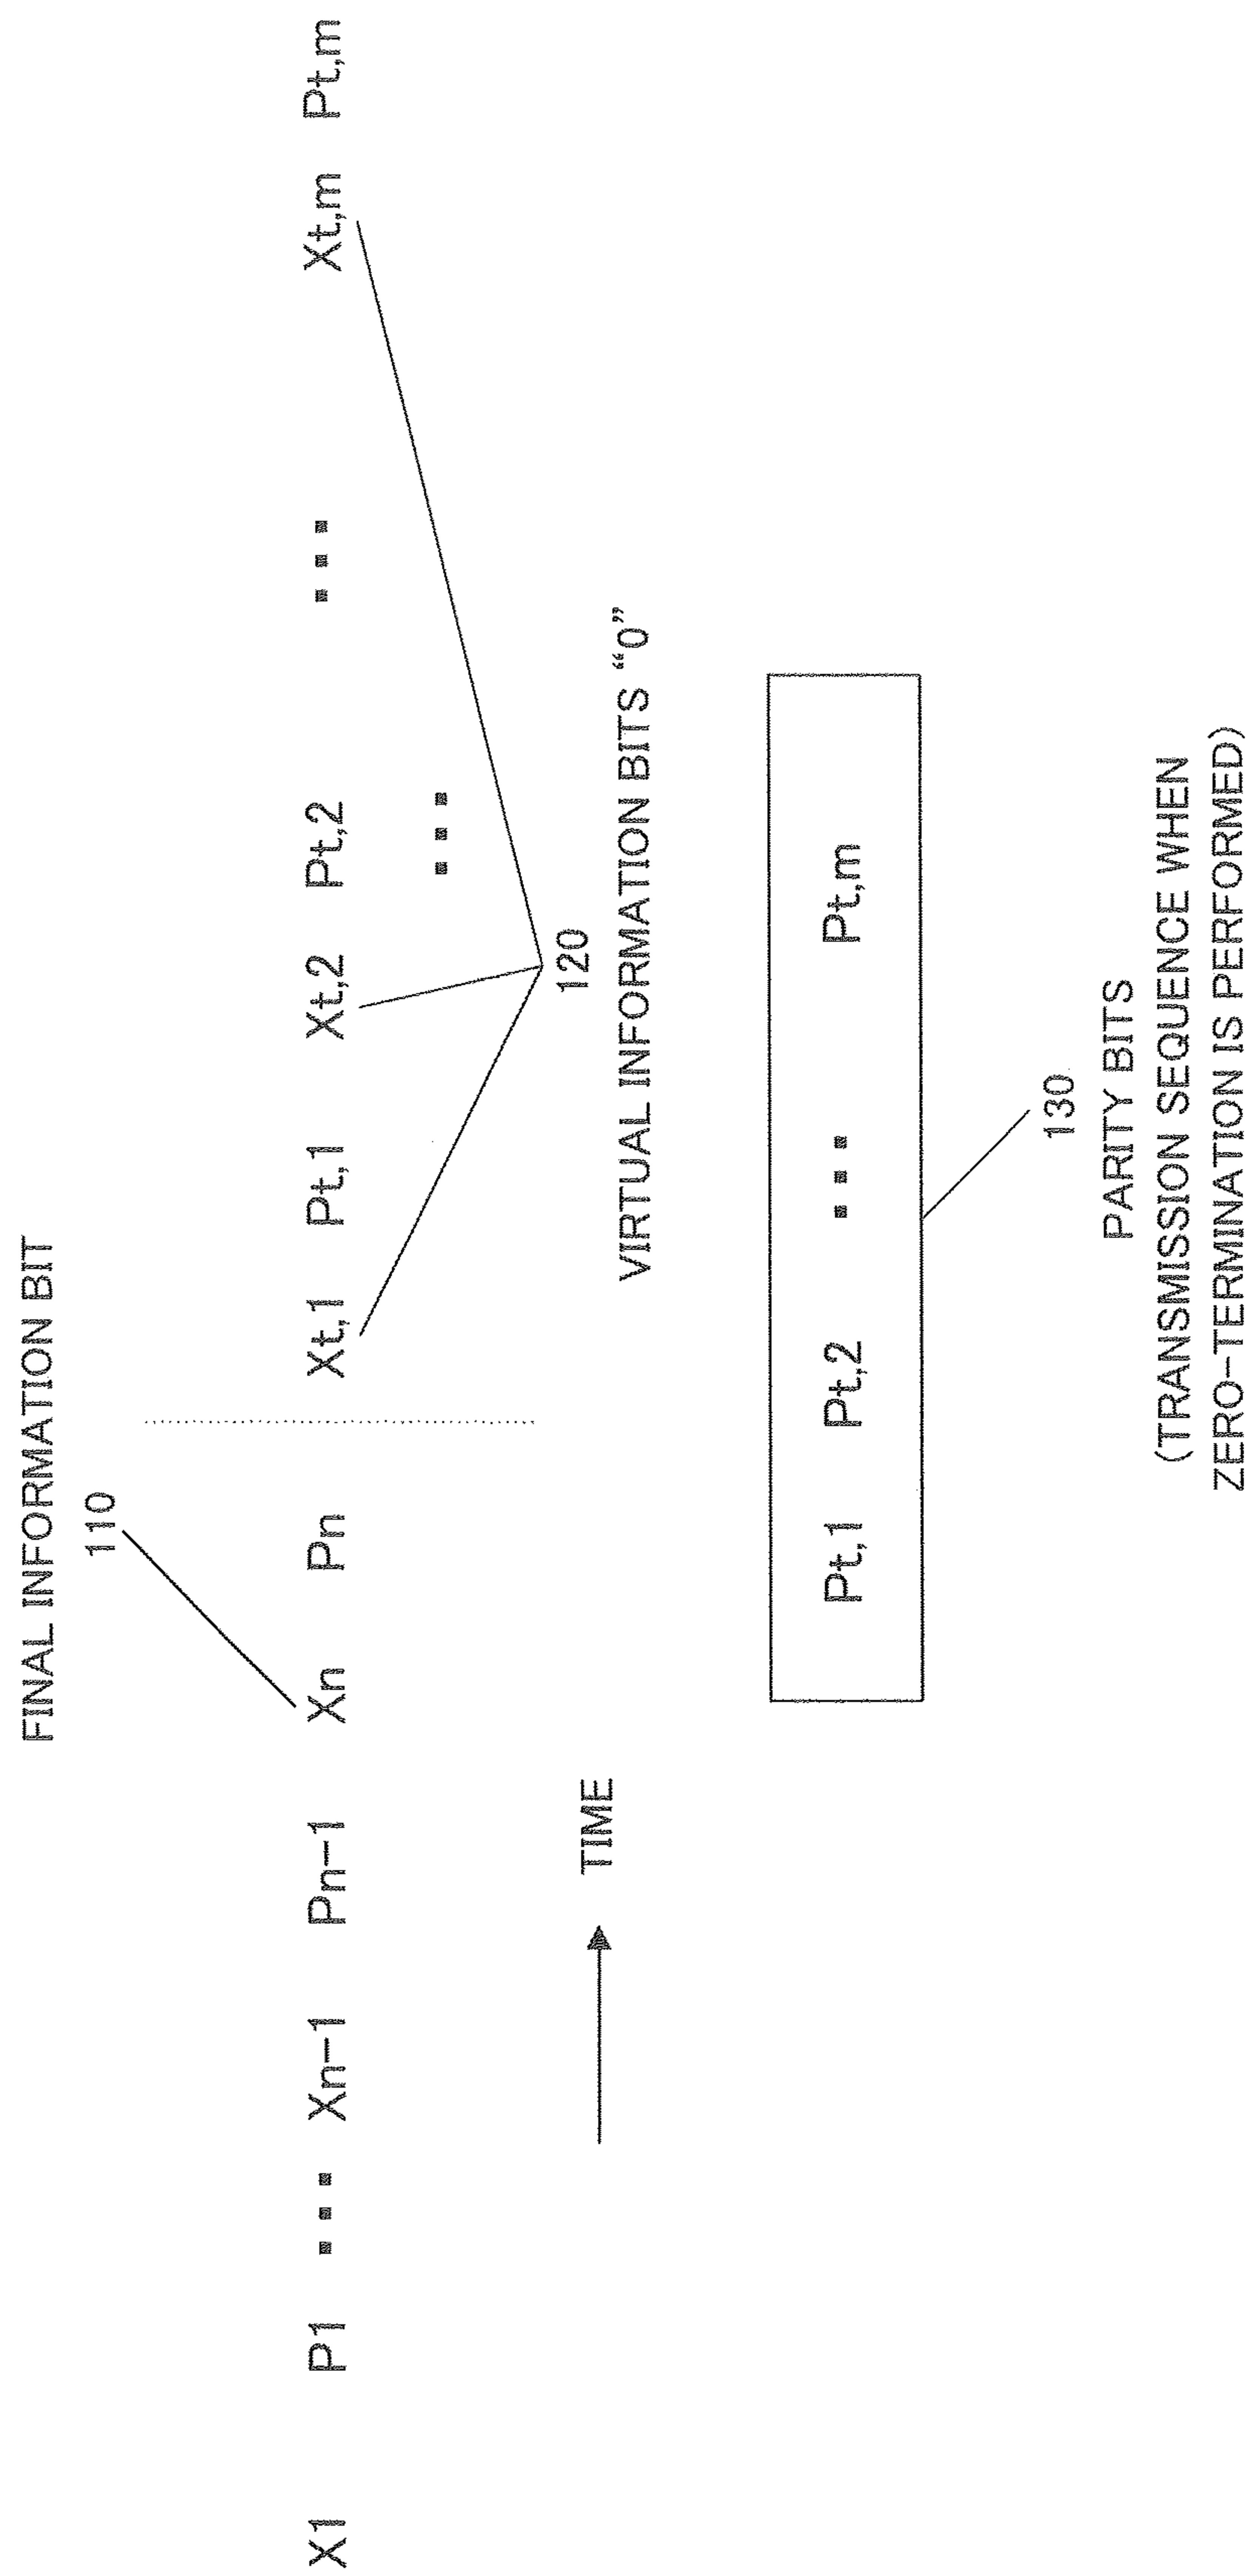 FINAL INFORMATION BIT
110
X1 P1 ▪▪▪ Xn-1 Pn-1 Xn Pn Xt,1 Pt,1 Xt,2 Pt,2 ▪▪▪ Xt,m Pt,m
▪▪▪
120
TIME
VIRTUAL INFORMATION BITS “0”
Pt,1 Pt,2 ▪▪▪ Pt,m
130
PARITY BITS
(TRANSMISSION SEQUENCE WHEN
ZERO-TERMINATION IS PERFORMED)